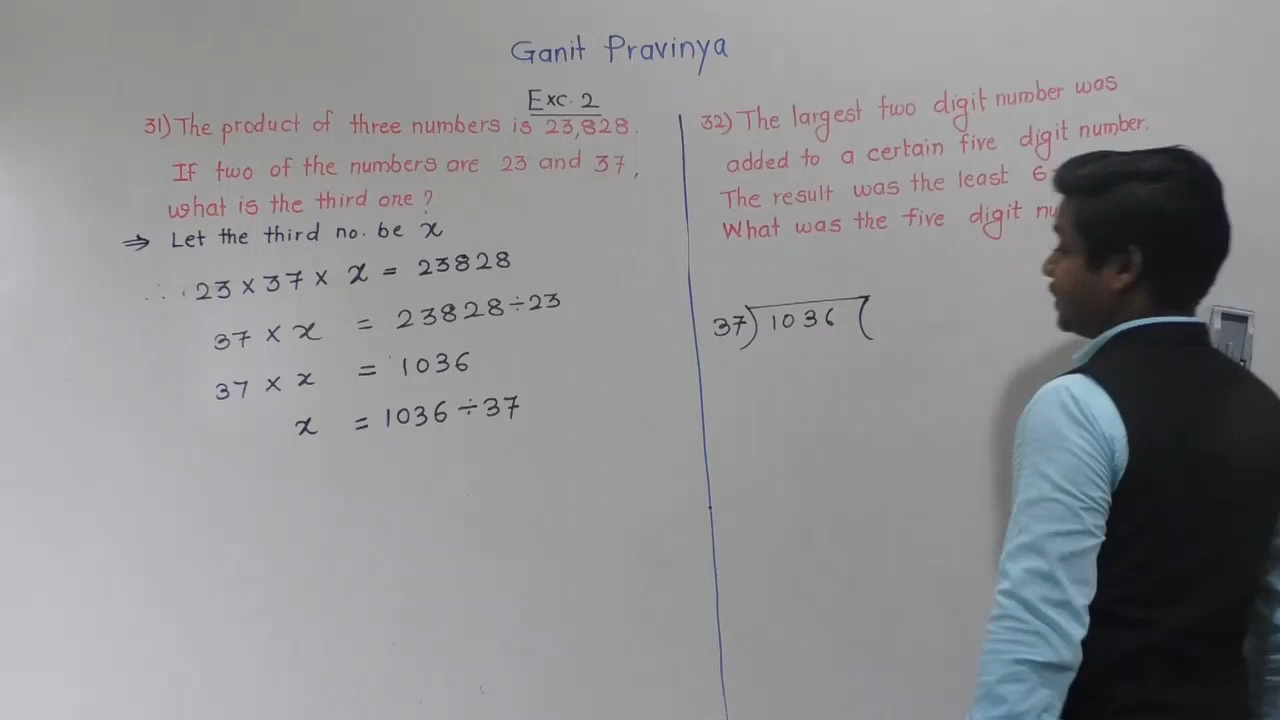 Ganit Pravinya
Exc. 2
31) The product of three numbers is 23,828.
If two of the numbers are 23 and 37,
what is the third one?
⇒ Let the third no. be x
∴ 23 × 37 × x = 23828
37 × x = 23828 ÷ 23
37 × x = 1036
x = 1036 ÷ 37
32) The largest two digit number was
added to a certain five digit number.
The result was the least 6
What was the five digit
37)1036(